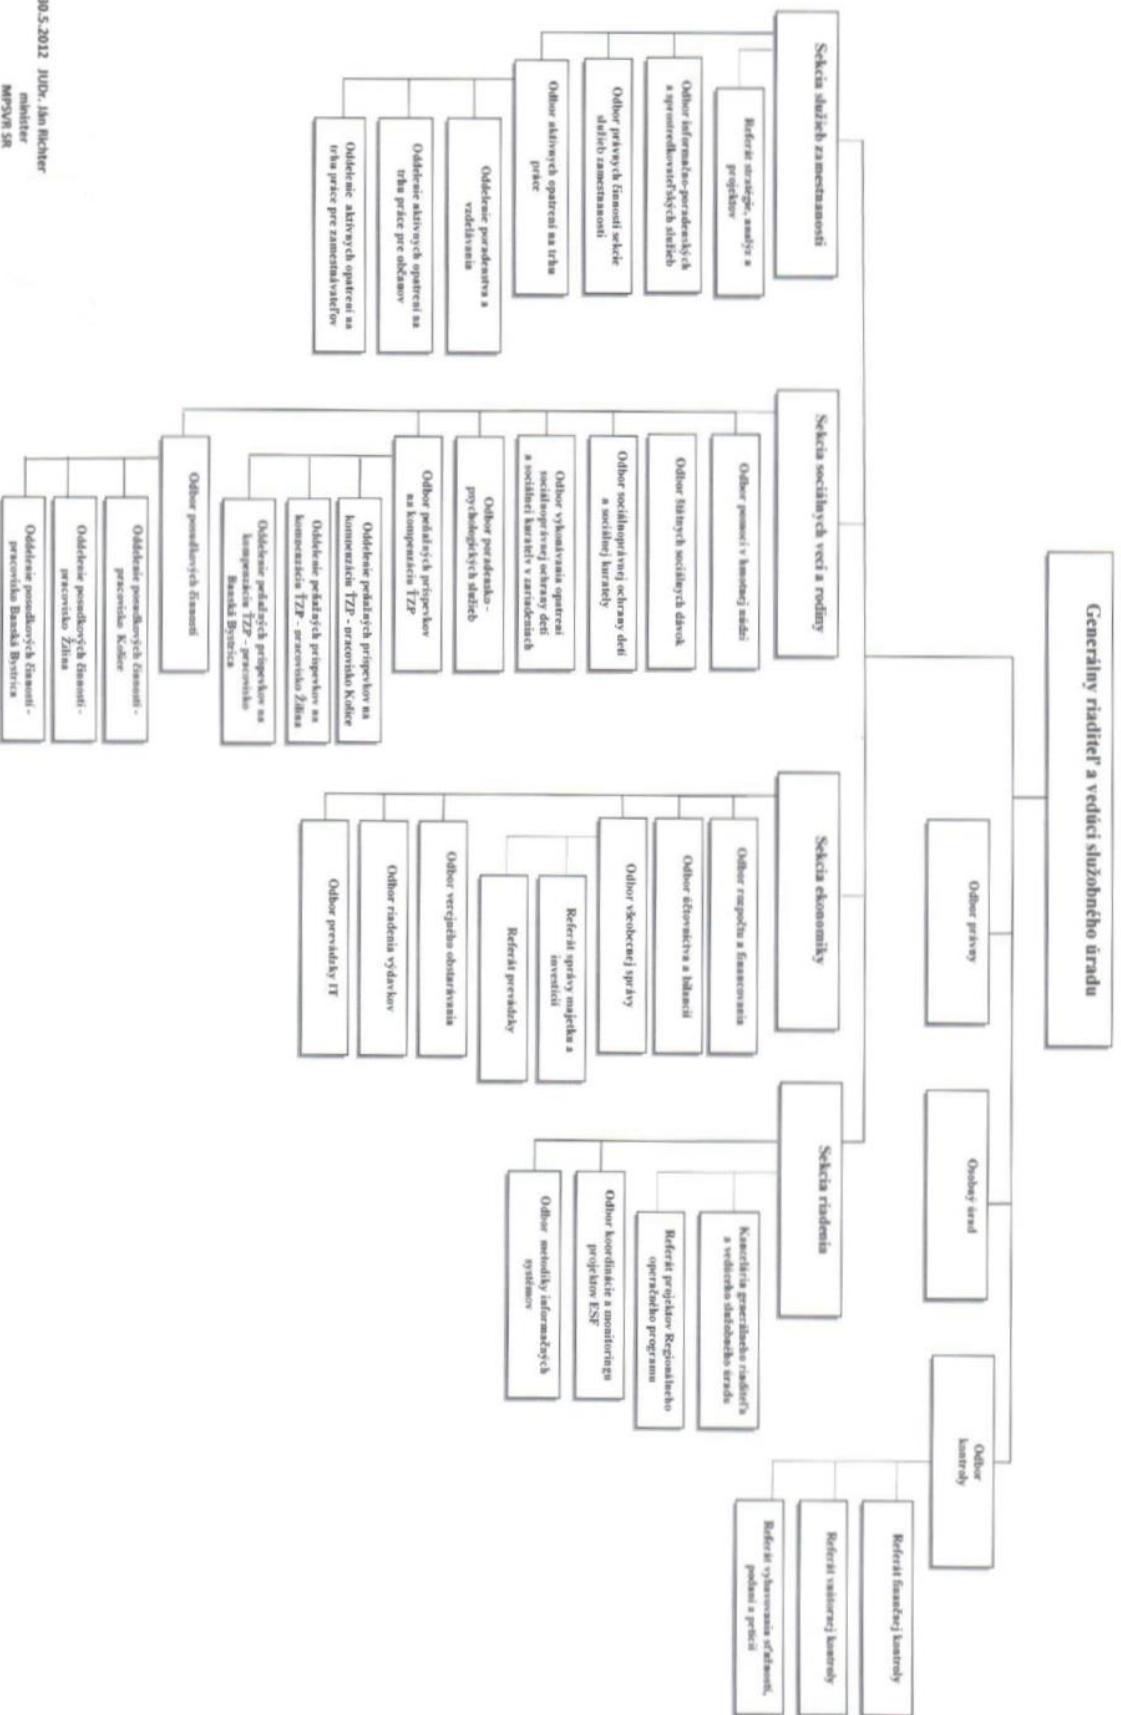 Generálny riaditeľ a vedúci služobného úradu
Odbor právny
Osobný úrad
Odbor
kontroly
Referát finančnej kontroly
Referát vnútornej kontroly
Referát vybavovania sťažností,
podaní a petícií
Sekcia služieb zamestnanosti
Referát stratégie, analýz a
projektov
Odbor informačno-poradenských
a sprostredkovateľských služieb
Odbor právnych činností sekcie
služieb zamestnanosti
Odbor aktívnych opatrení na trhu
práce
Oddelenie poradenstva a
vzdelávania
Oddelenie aktívnych opatrení na
trhu práce pre občanov
Oddelenie aktívnych opatrení na
trhu práce pre zamestnávateľov
Sekcia sociálnych vecí a rodiny
Odbor pomoci v hmotnej núdzi
Odbor štátnych sociálnych dávok
Odbor sociálnoprávnej ochrany detí
a sociálnej kurately
Odbor vykonávania opatrení
sociálnoprávnej ochrany detí
a sociálnej kurately v zariadeniach
Odbor poradensko -
psychologických služieb
Odbor peňažných príspevkov
na kompenzáciu ŤZP
Oddelenie peňažných príspevkov na
kompenzáciu ŤZP - pracovisko Košice
Oddelenie peňažných príspevkov na
kompenzáciu ŤZP - pracovisko Žilina
Oddelenie peňažných príspevkov na
kompenzáciu ŤZP - pracovisko
Banská Bystrica
Odbor posudkových činností
Oddelenie posudkových činností -
pracovisko Košice
Oddelenie posudkových činností -
pracovisko Žilina
Oddelenie posudkových činností -
pracovisko Banská Bystrica
Sekcia ekonomiky
Odbor rozpočtu a financovania
Odbor účtovníctva a bilancií
Odbor všeobecnej správy
Referát správy majetku a
investícií
Referát prevádzky
Odbor verejného obstarávania
Odbor riadenia výdavkov
Odbor prevádzky IT
Sekcia riadenia
Kancelária generálneho riaditeľa
a vedúceho služobného úradu
Referát projektov Regionálneho
operačného programu
Odbor koordinácie a monitoringu
projektov ESF
Odbor metodiky informačných
systémov
30.5.2012 JUDr. Ján Richter
minister
MPSVR SR